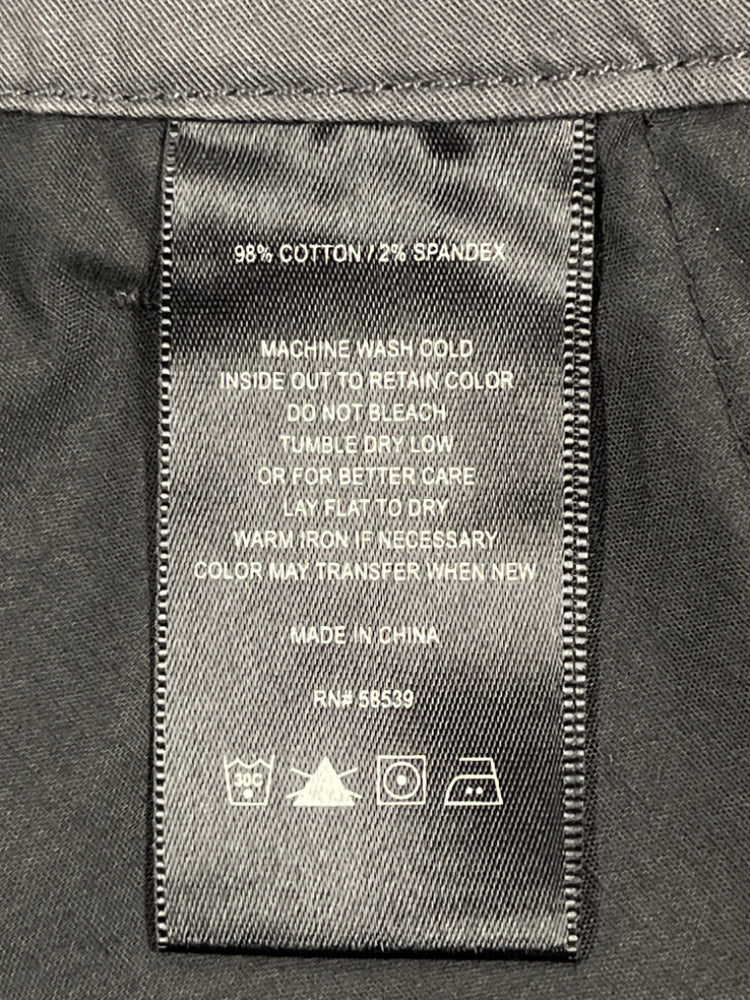 98% COTTON / 2% SPANDEX
MACHINE WASH COLD
INSIDE OUT TO RETAIN COLOR
DO NOT BLEACH
TUMBLE DRY LOW
OR FOR BETTER CARE
LAY FLAT TO DRY
WARM IRON IF NECESSARY
COLOR MAY TRANSFER WHEN NEW
MADE IN CHINA
RN# 58539
30C